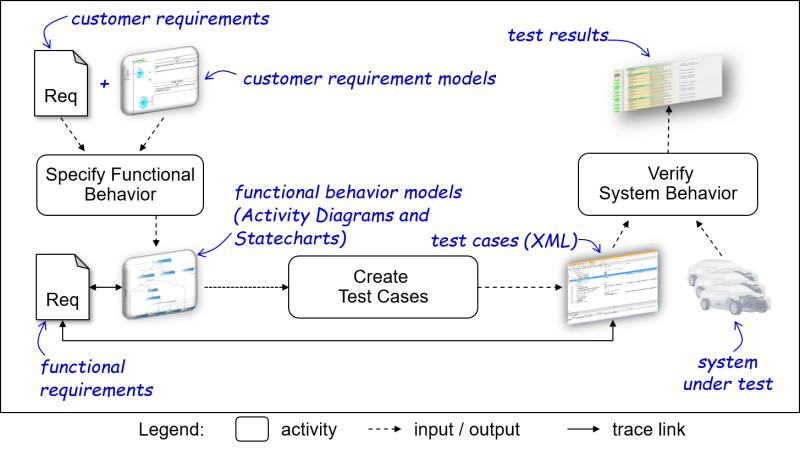 customer requirements
Req
+
customer requirement models
test results
Specify Functional
Behavior
Verify
System Behavior
functional behavior models
(Activity Diagrams and
Statecharts)
test cases (XML)
Req
Create
Test Cases
functional
requirements
system
under test
Legend:
activity
input / output
trace link